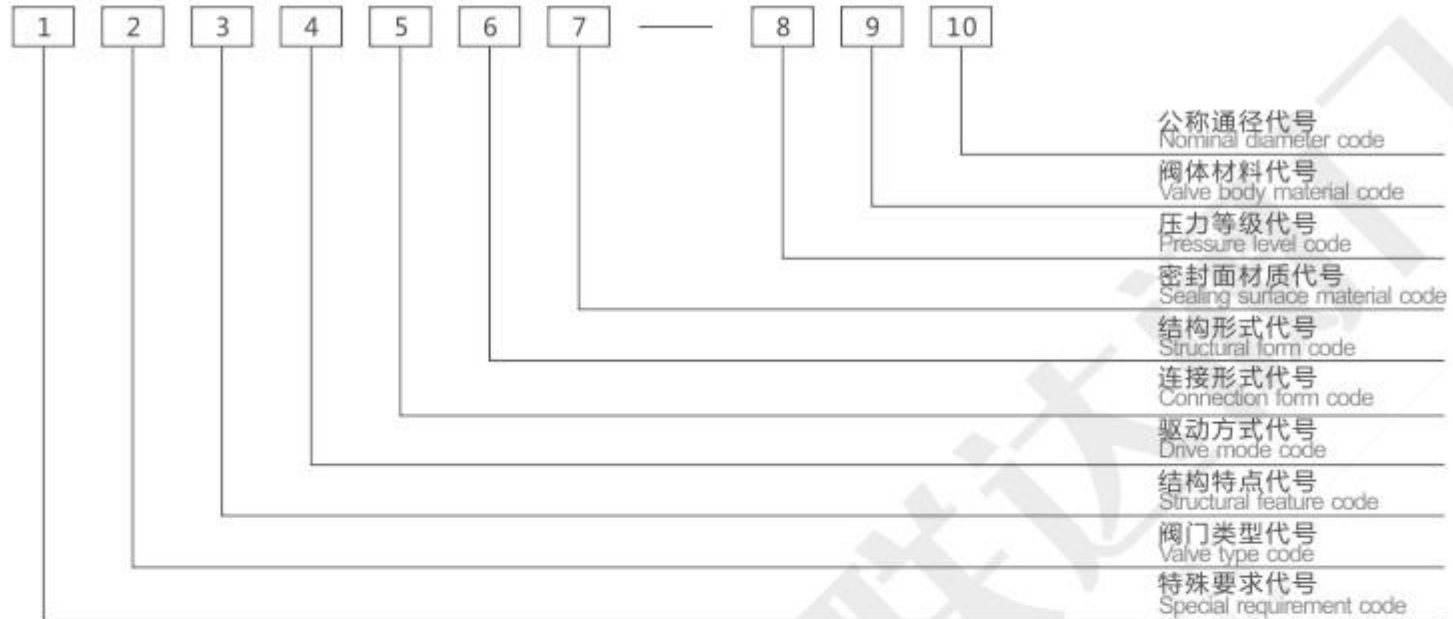 1 2 3 4 5 6 7 — 8 9 10
公称通径代号
Nominal diameter code
阀体材料代号
Valve body material code
压力等级代号
Pressure level code
密封面材质代号
Sealing surface material code
结构形式代号
Structural form code
连接形式代号
Connection form code
驱动方式代号
Drive mode code
结构特点代号
Structural feature code
阀门类型代号
Valve type code
特殊要求代号
Special requirement code